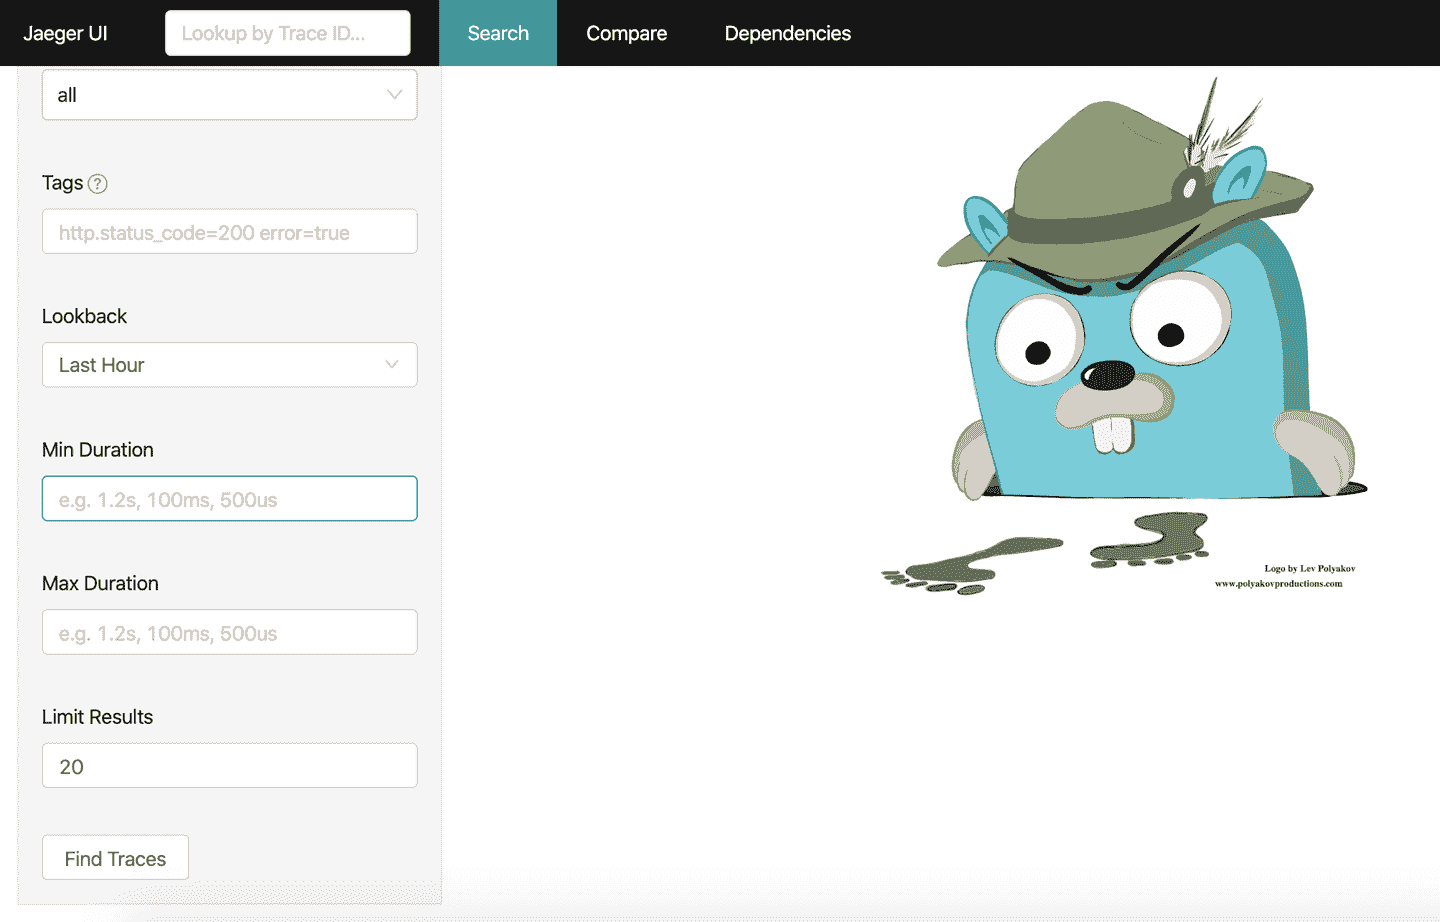 Jaeger UI
Lookup by Trace ID...
Search
Compare
Dependencies
all
Tags ?
http.status_code=200 error=true
Lookback
Last Hour
Min Duration
e.g. 1.2s, 100ms, 500us
Max Duration
e.g. 1.2s, 100ms, 500us
Limit Results
20
Find Traces
Logo by Lev Polyakov
www.polyakovproductions.com